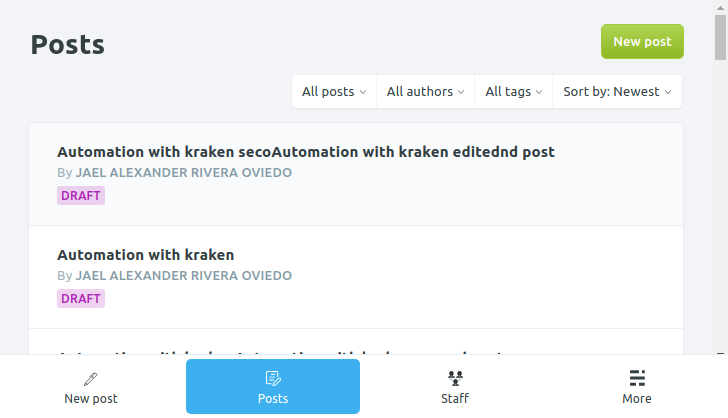 Posts
New post
All posts
All authors
All tags
Sort by: Newest
Automation with kraken secoAutomation with kraken editednd post
By JAEL ALEXANDER RIVERA OVIEDO
DRAFT
Automation with kraken
By JAEL ALEXANDER RIVERA OVIEDO
DRAFT
New post
Posts
Staff
More